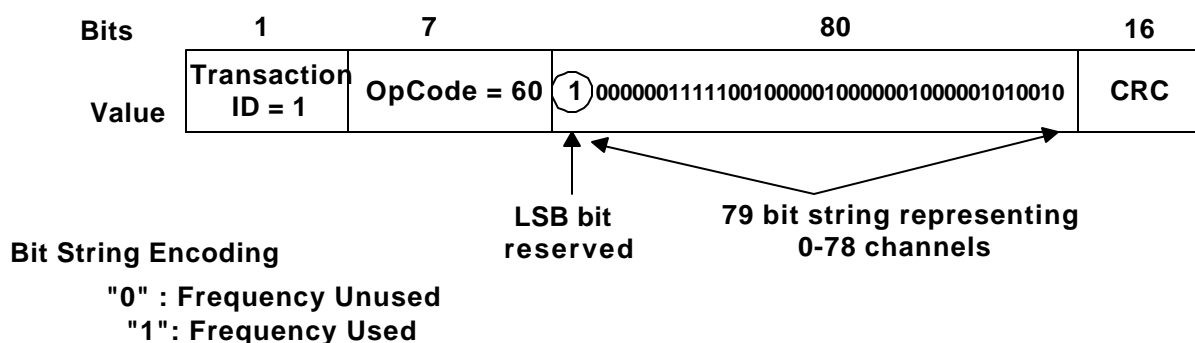 Bits 1 7 80 16
Value Transaction ID = 1 OpCode = 60 1 000000111110010000010000001000001010010 CRC
LSB bit reserved
79 bit string representing 0-78 channels
Bit String Encoding
"0" : Frequency Unused
"1": Frequency Used